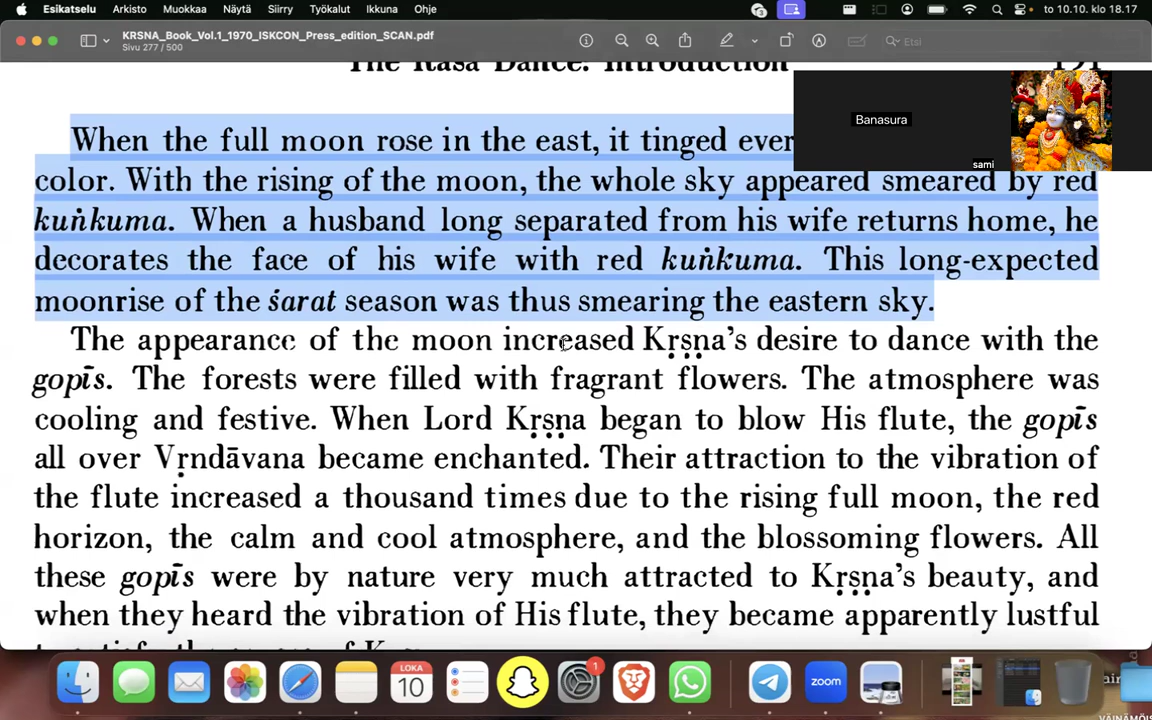 Esikatselu Arkisto Muokkaa Näytä Siirry Työkalut Ikkuna Ohje to 10.10. klo 18.17
KRSNA_Book_Vol.1_1970_ISKCON_Press_edition_SCAN.pdf
Sivu 277 / 500
Etsi
The Rasa Dance: Introduction 191
Banasura
sami
When the full moon rose in the east, it tinged ever
color. With the rising of the moon, the whole sky appeared smeared by red
kuṅkuma. When a husband long separated from his wife returns home, he
decorates the face of his wife with red kuṅkuma. This long-expected
moonrise of the śarat season was thus smearing the eastern sky.
The appearance of the moon increased Kṛṣṇa’s desire to dance with the
gopīs. The forests were filled with fragrant flowers. The atmosphere was
cooling and festive. When Lord Kṛṣṇa began to blow His flute, the gopīs
all over Vṛndāvana became enchanted. Their attraction to the vibration of
the flute increased a thousand times due to the rising full moon, the red
horizon, the calm and cool atmosphere, and the blossoming flowers. All
these gopīs were by nature very much attracted to Kṛṣṇa’s beauty, and
when they heard the vibration of His flute, they became apparently lustful
LOKA
10
1
zoom